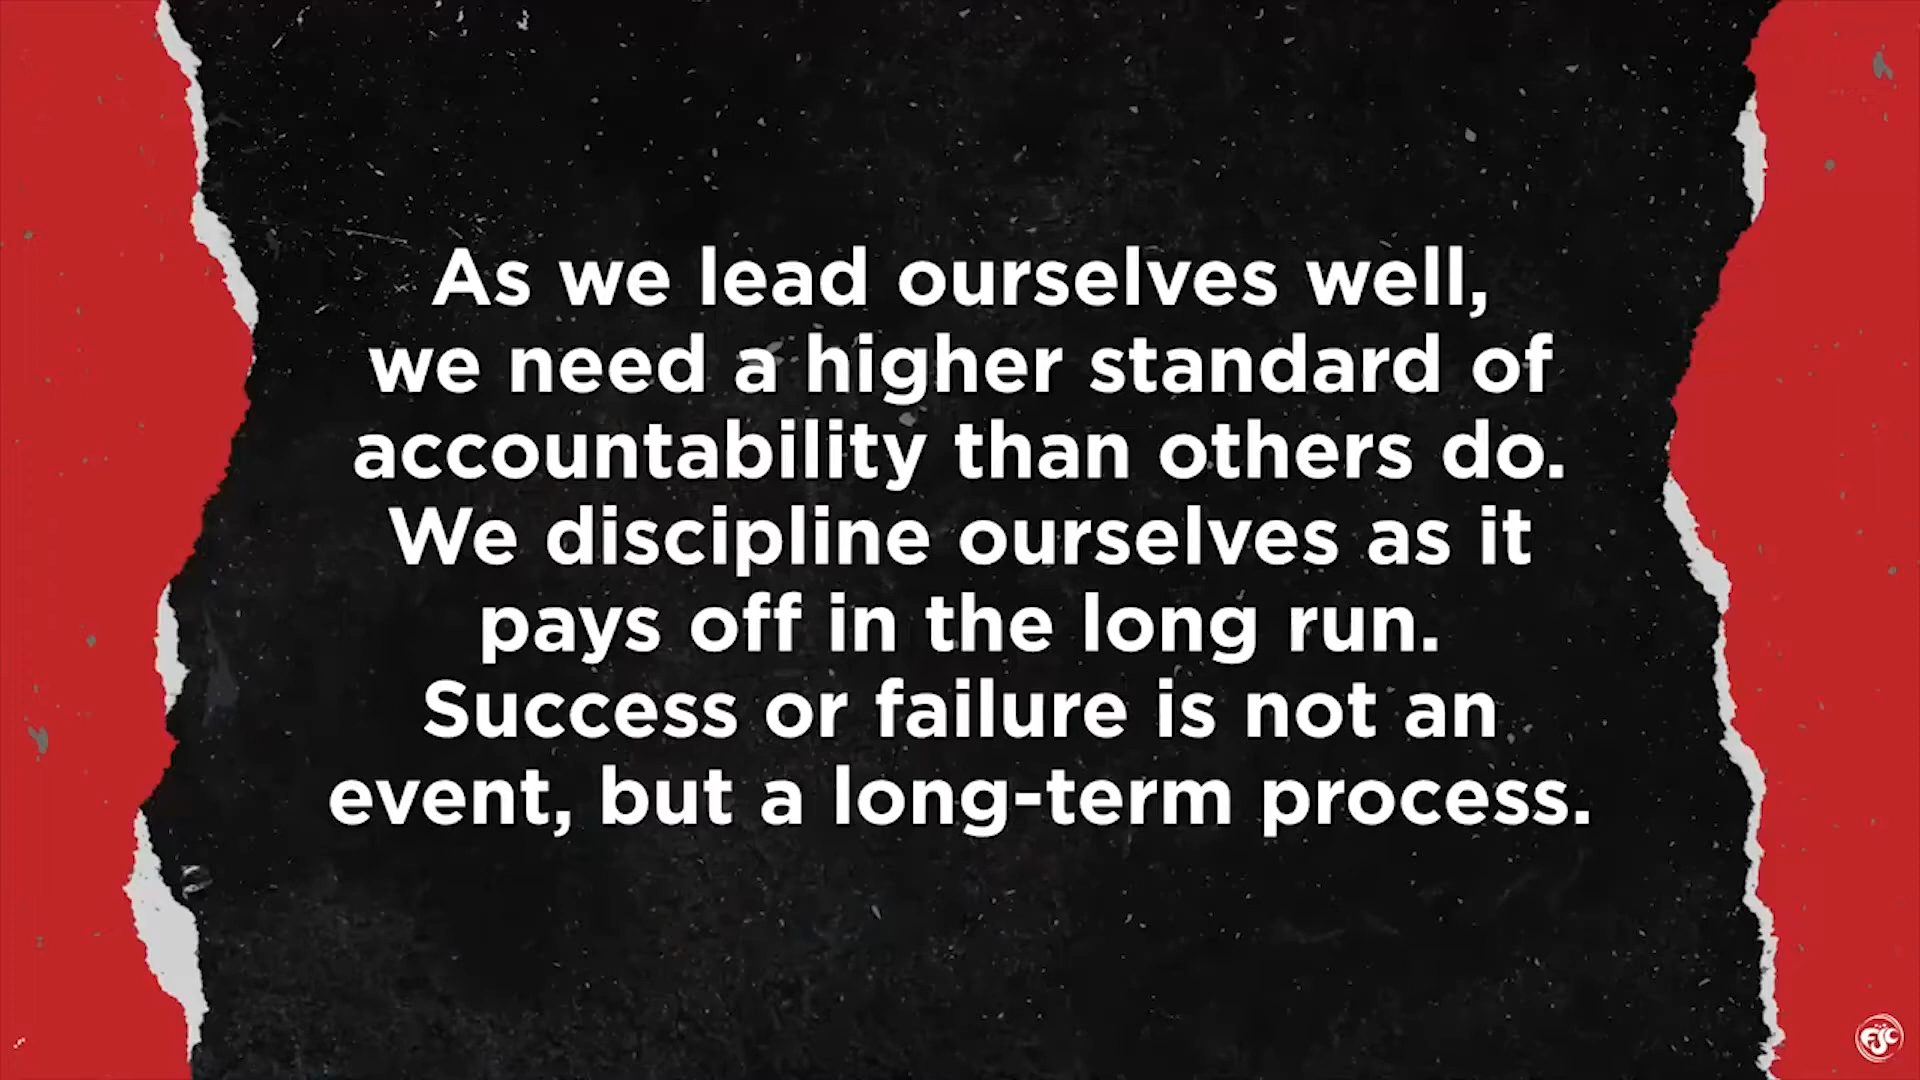 As we lead ourselves well,
we need a higher standard of
accountability than others do.
We discipline ourselves as it
pays off in the long run.
Success or failure is not an
event, but a long-term process.
FJC